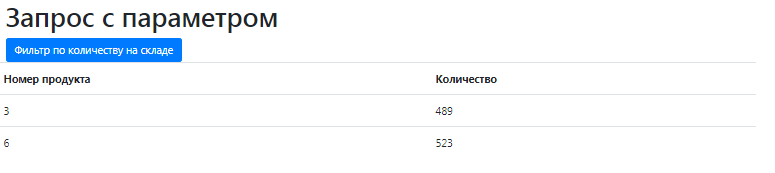 Запрос с параметром
Фильтр по количеству на складе
Номер продукта Количество
3 489
6 523